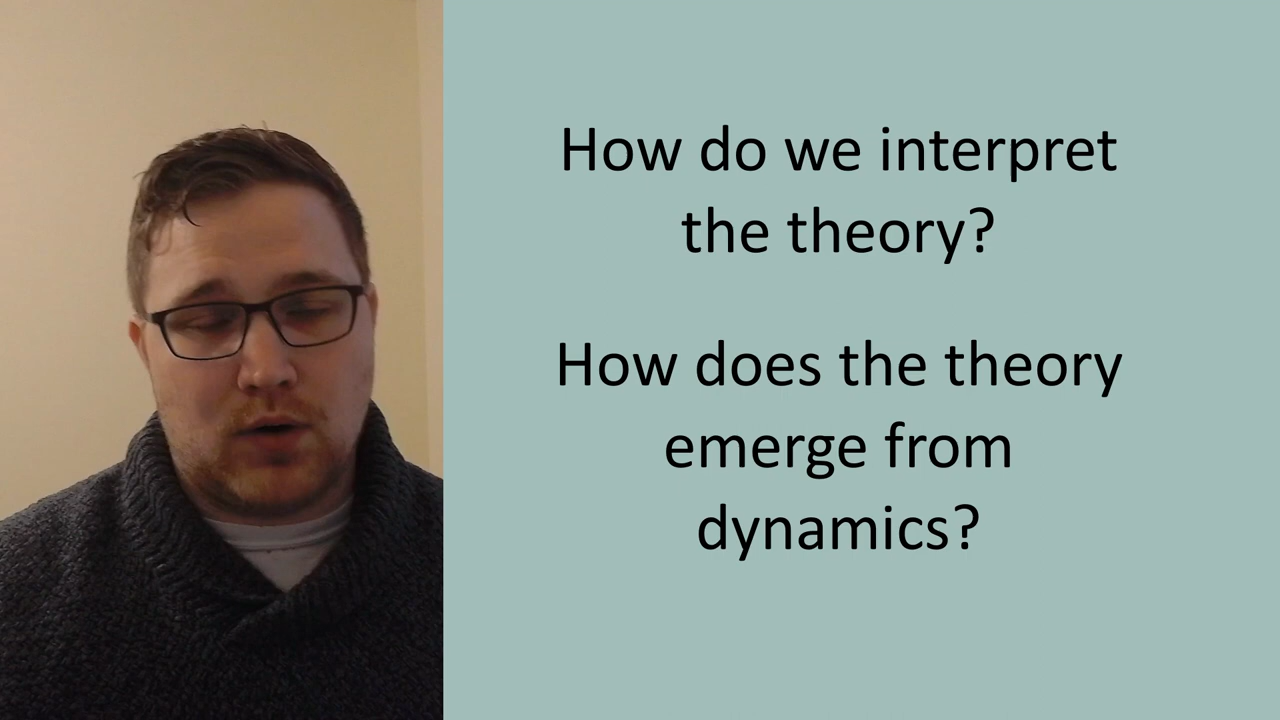 How do we interpret
the theory?
How does the theory
emerge from
dynamics?